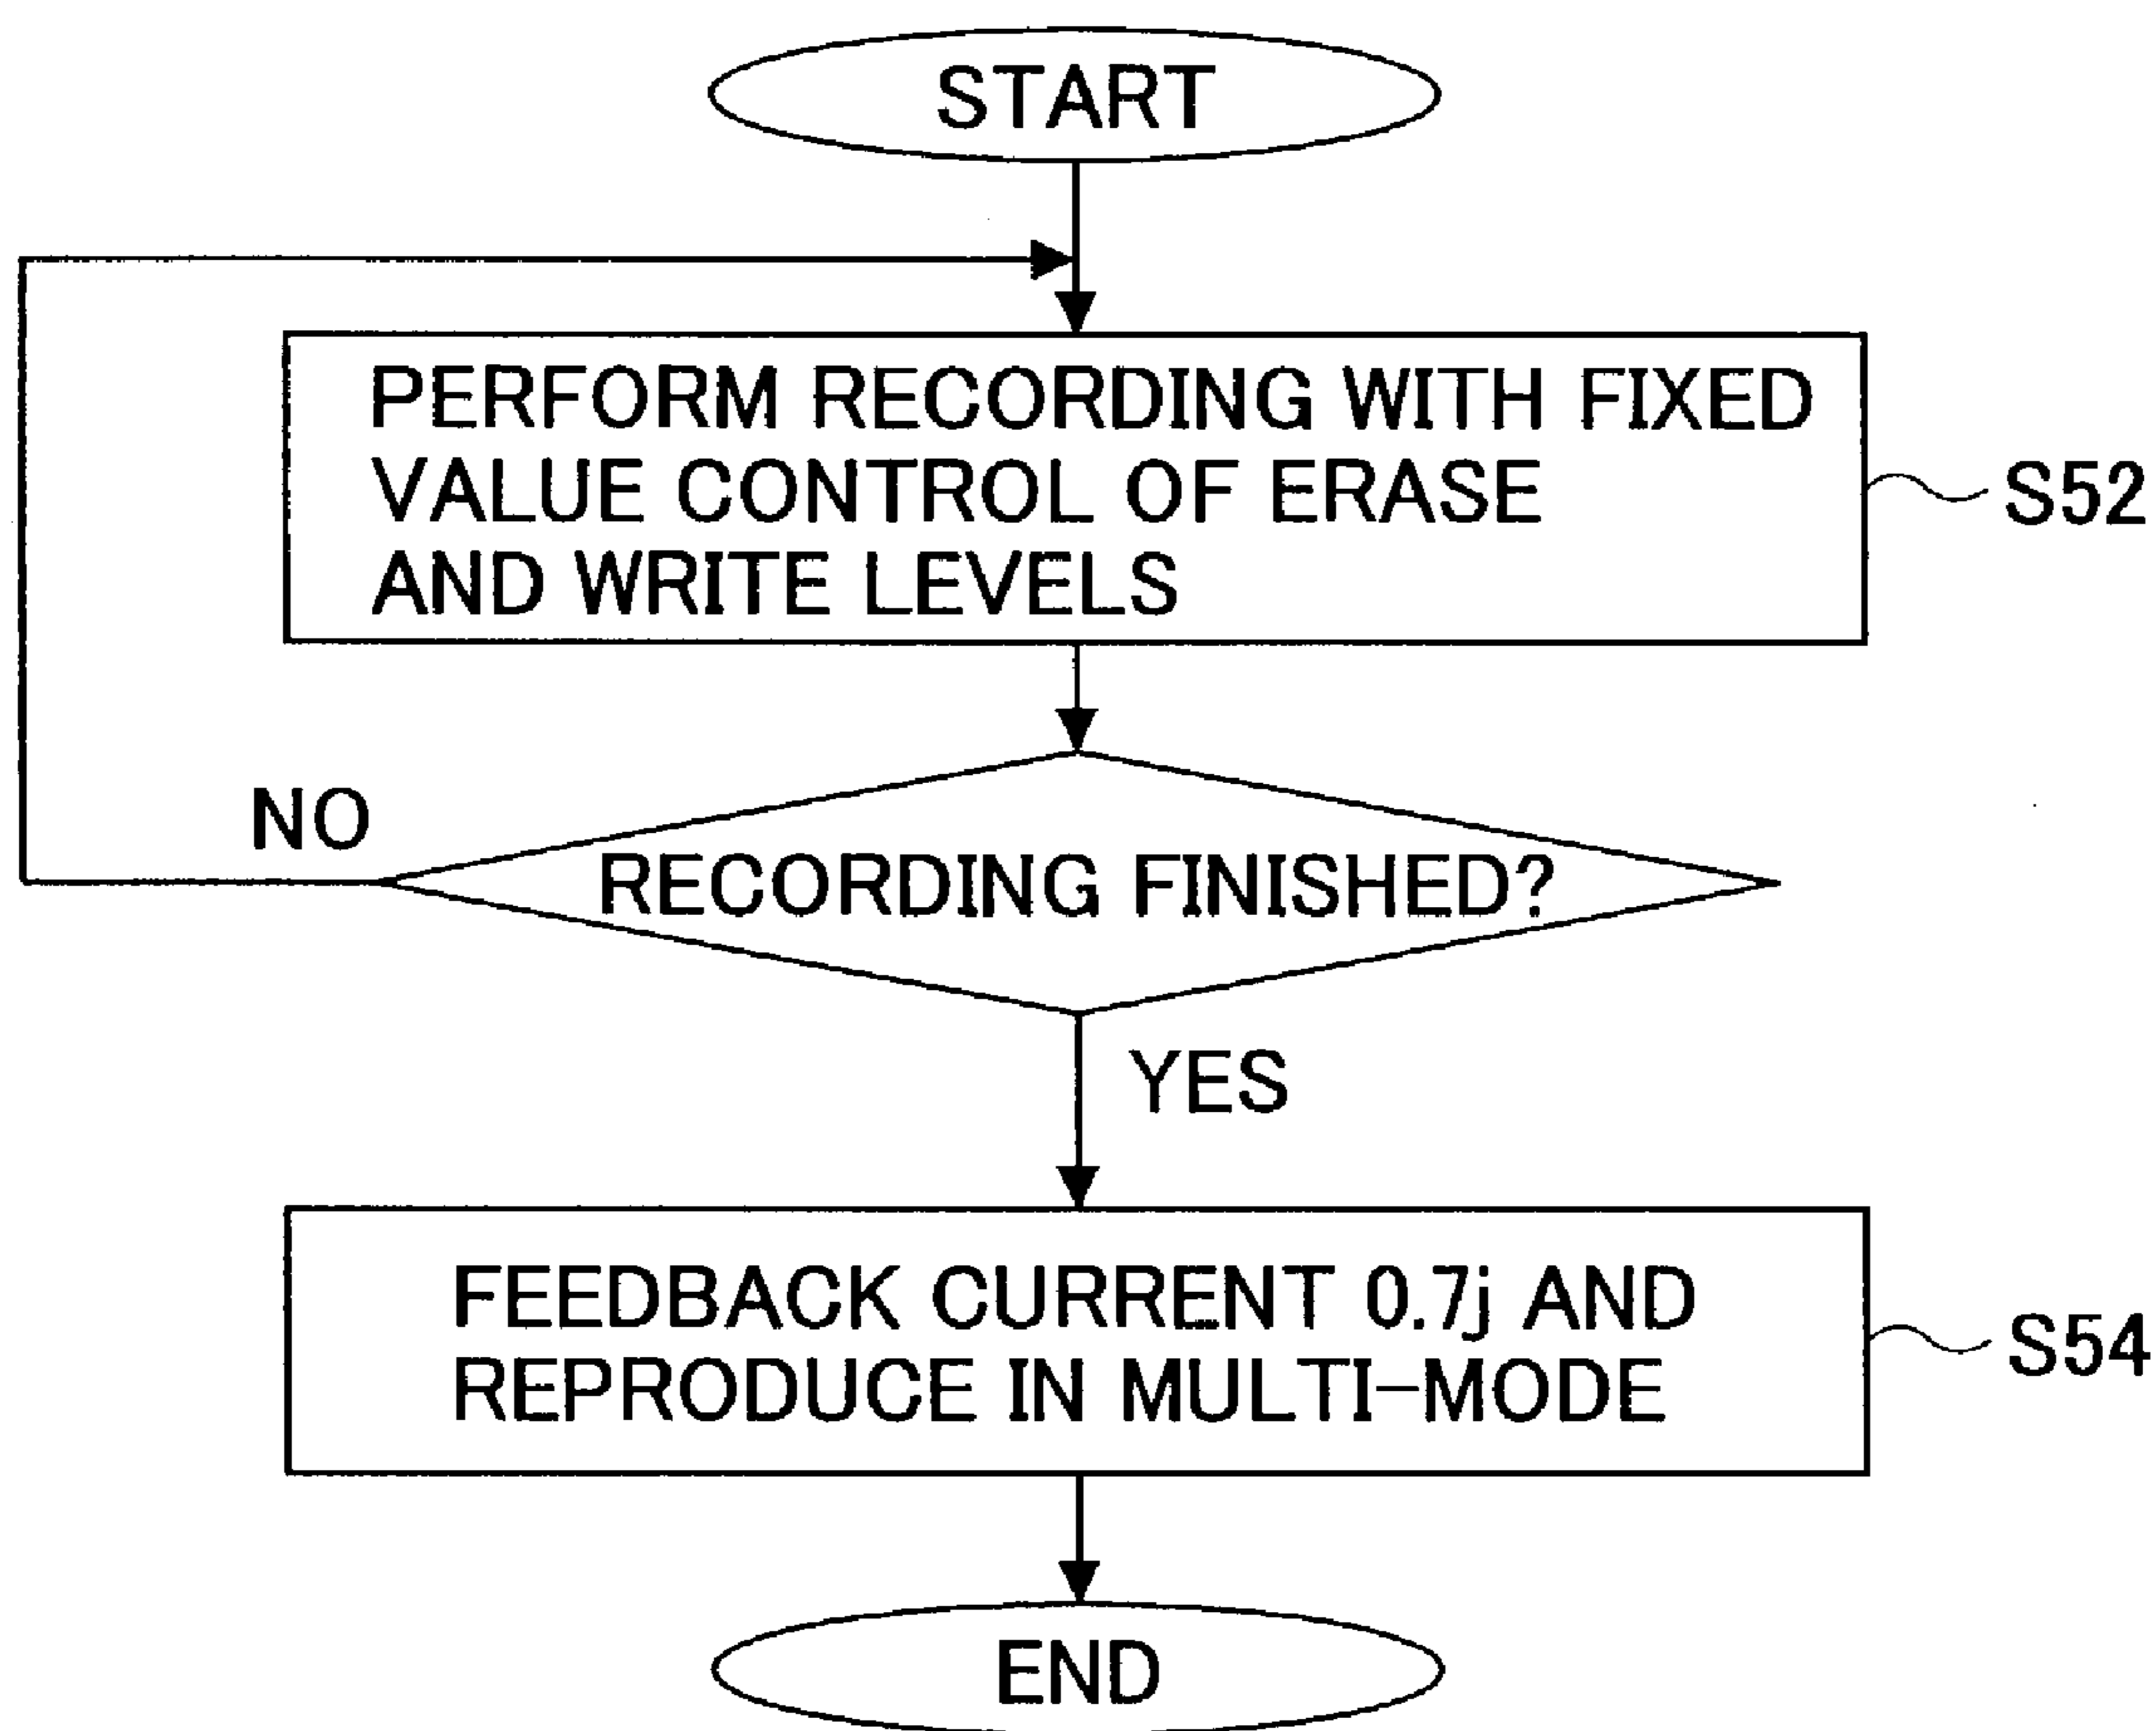 START
PERFORM RECORDING WITH FIXED
VALUE CONTROL OF ERASE
AND WRITE LEVELS
S52
NO
RECORDING FINISHED?
YES
FEEDBACK CURRENT 0.7j AND
REPRODUCE IN MULTI-MODE
S54
END